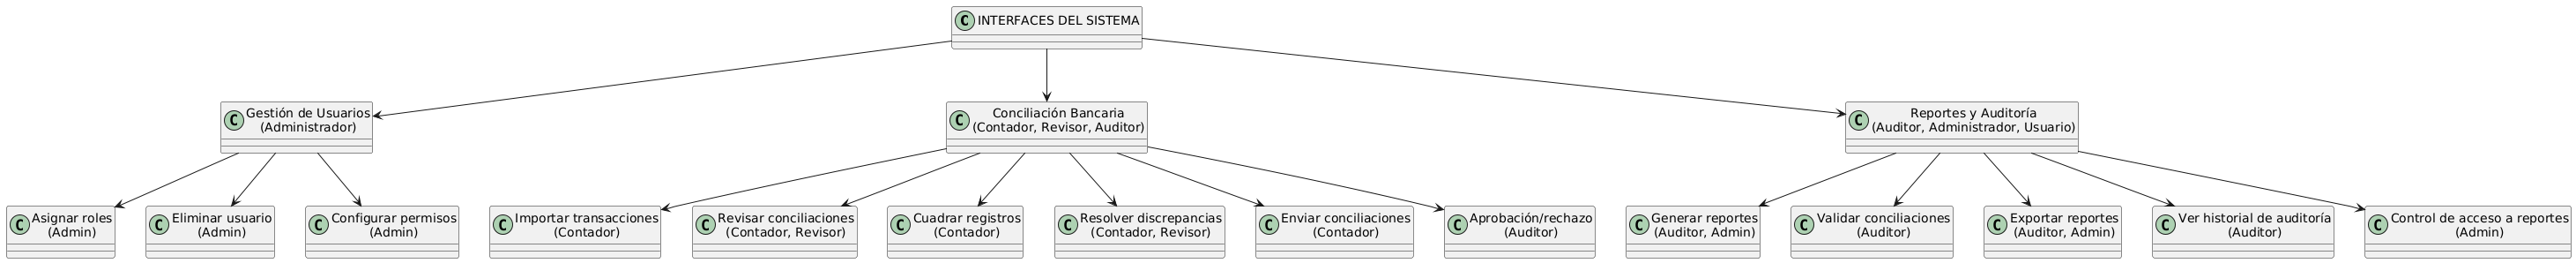 C INTERFACES DEL SISTEMA
C Gestión de Usuarios
(Administrador)
C Conciliación Bancaria
(Contador, Revisor, Auditor)
C Reportes y Auditoría
(Auditor, Administrador, Usuario)
C Asignar roles
(Admin)
C Eliminar usuario
(Admin)
C Configurar permisos
(Admin)
C Importar transacciones
(Contador)
C Revisar conciliaciones
(Contador, Revisor)
C Cuadrar registros
(Contador)
C Resolver discrepancias
(Contador, Revisor)
C Enviar conciliaciones
(Contador)
C Aprobación/rechazo
(Auditor)
C Generar reportes
(Auditor, Admin)
C Validar conciliaciones
(Auditor)
C Exportar reportes
(Auditor, Admin)
C Ver historial de auditoría
(Auditor)
C Control de acceso a reportes
(Admin)